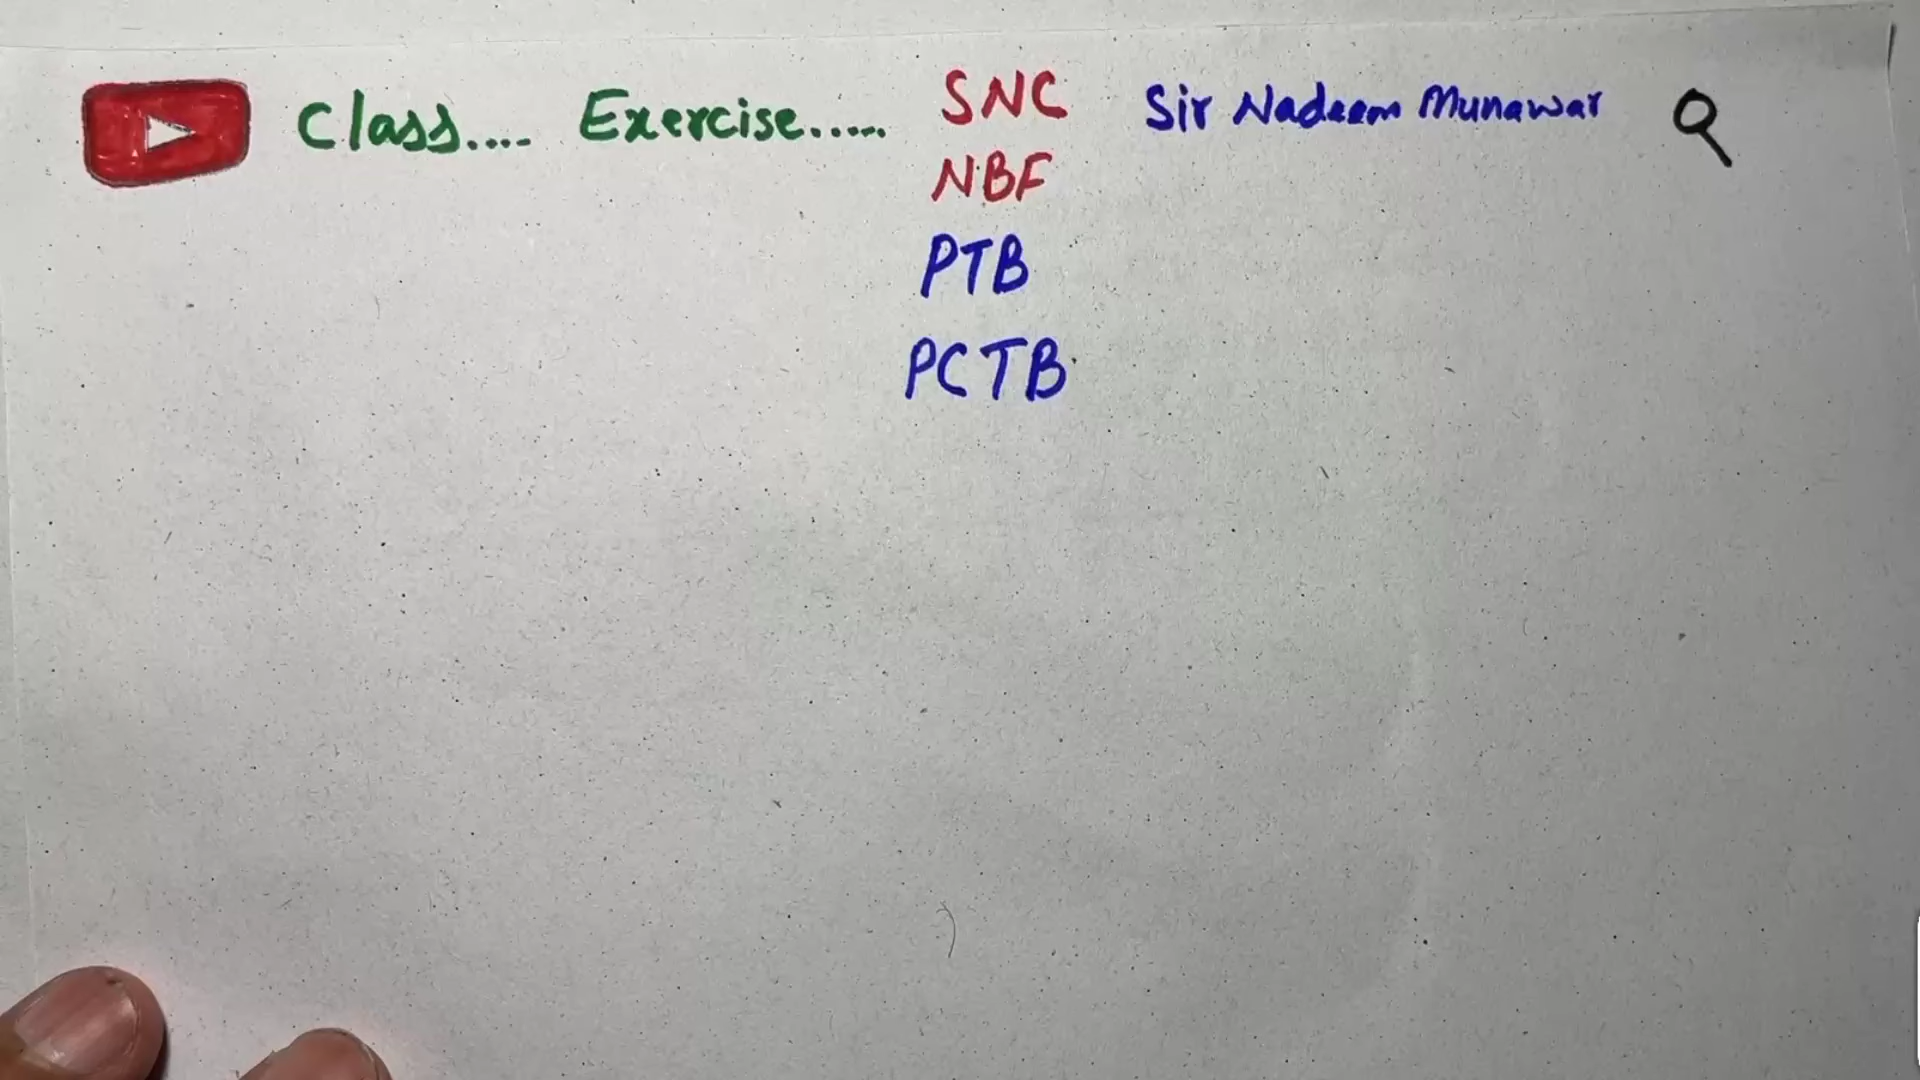 Class.... Exercise..... SNC Sir Nadeem Munawar
NBF
PTB
PCTB